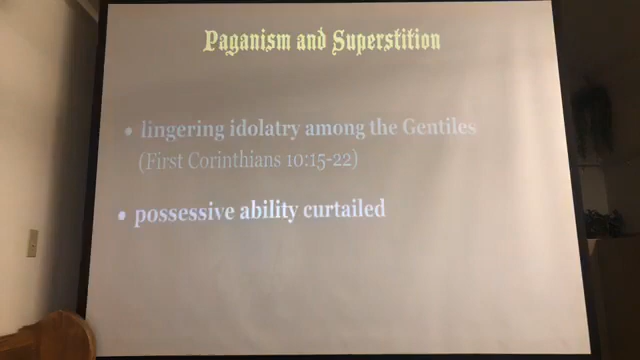 Paganism and Superstition
• lingering idolatry among the Gentiles
(First Corinthians 10:15-22)
• possessive ability curtailed